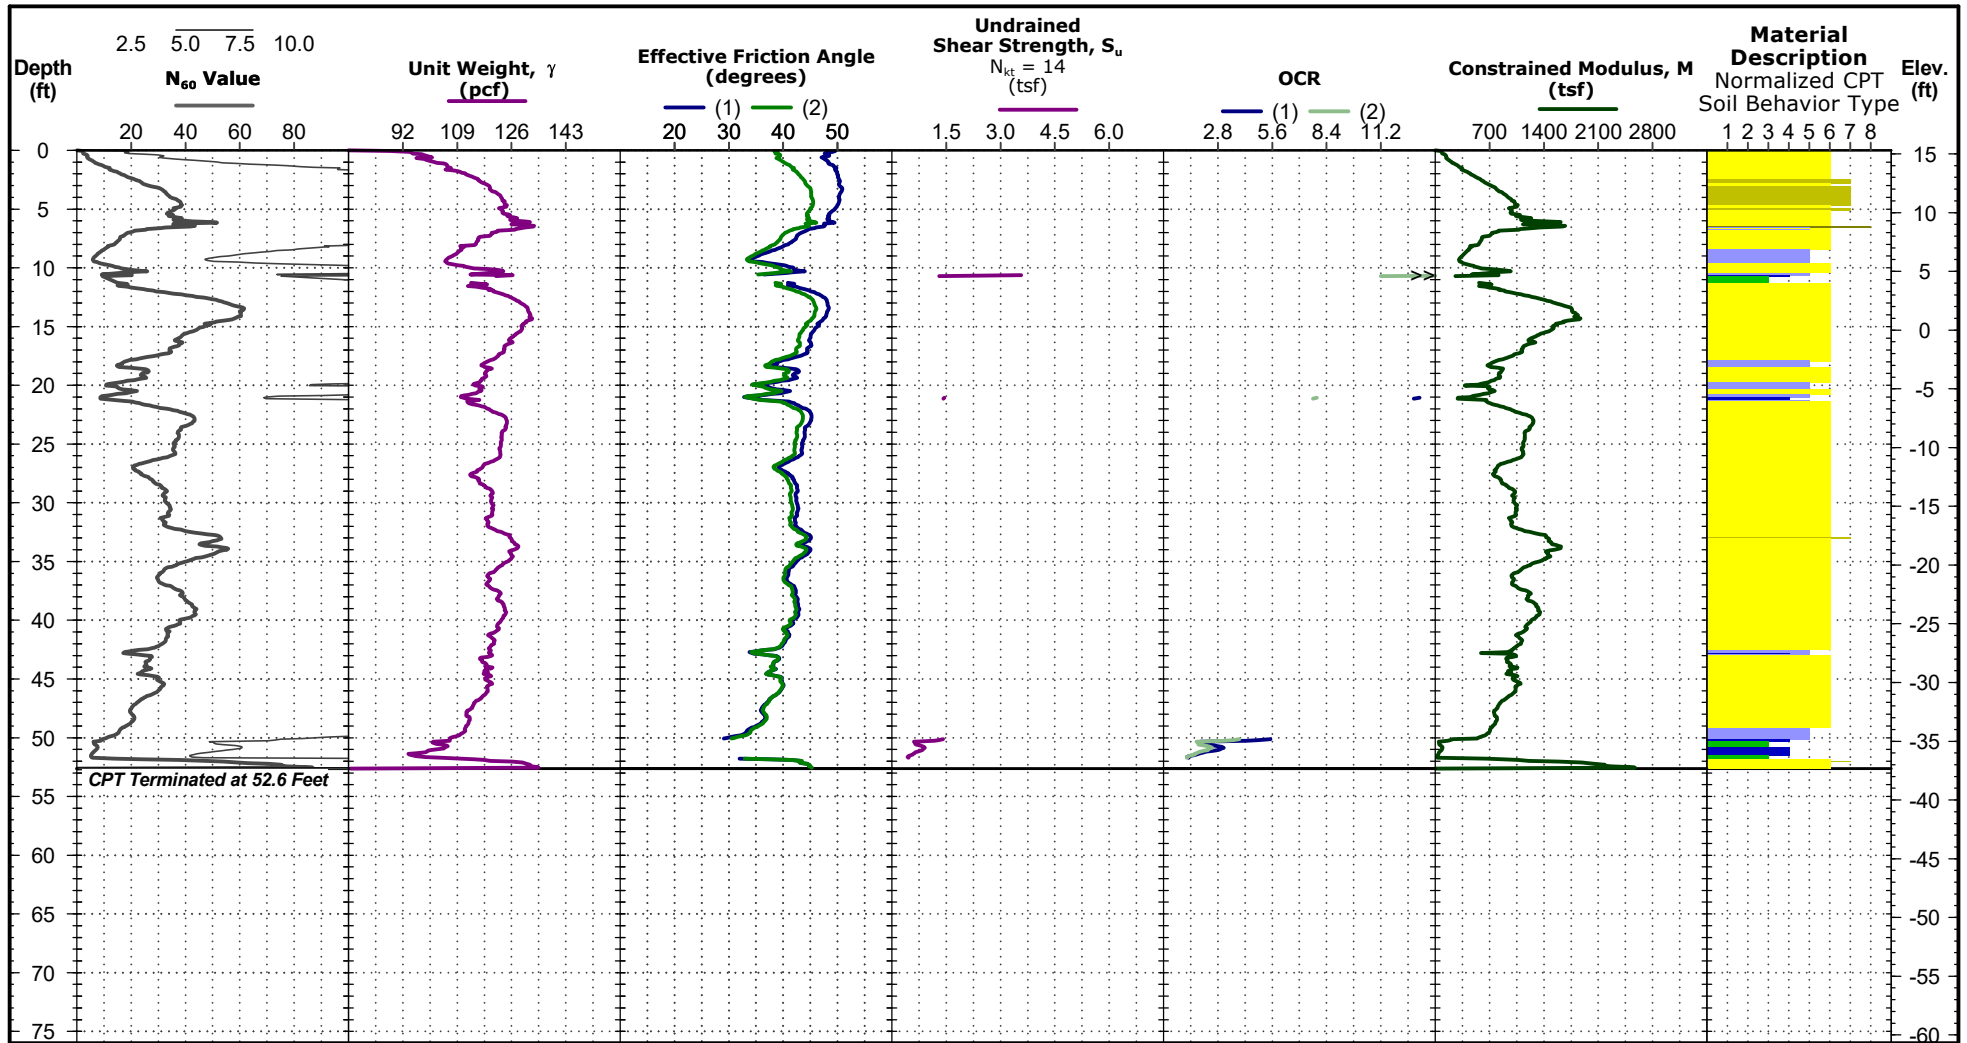 Depth
(ft)
2.5 5.0 7.5 10.0
N60 Value
20 40 60 80
Unit Weight, γ
(pcf)
92 109 126 143
Effective Friction Angle
(degrees)
(1) (2)
20 30 40 50
Undrained
Shear Strength, Su
Nkt = 14
(tsf)
1.5 3.0 4.5 6.0
OCR
(1) (2)
2.8 5.6 8.4 11.2
Constrained Modulus, M
(tsf)
700 1400 2100 2800
Material
Description
Normalized CPT
Soil Behavior Type
1 2 3 4 5 6 7 8
Elev.
(ft)
0
5
10
15
20
25
30
35
40
45
50
55
60
65
70
75
>>
CPT Terminated at 52.6 Feet
15
10
5
0
-5
-10
-15
-20
-25
-30
-35
-40
-45
-50
-55
-60